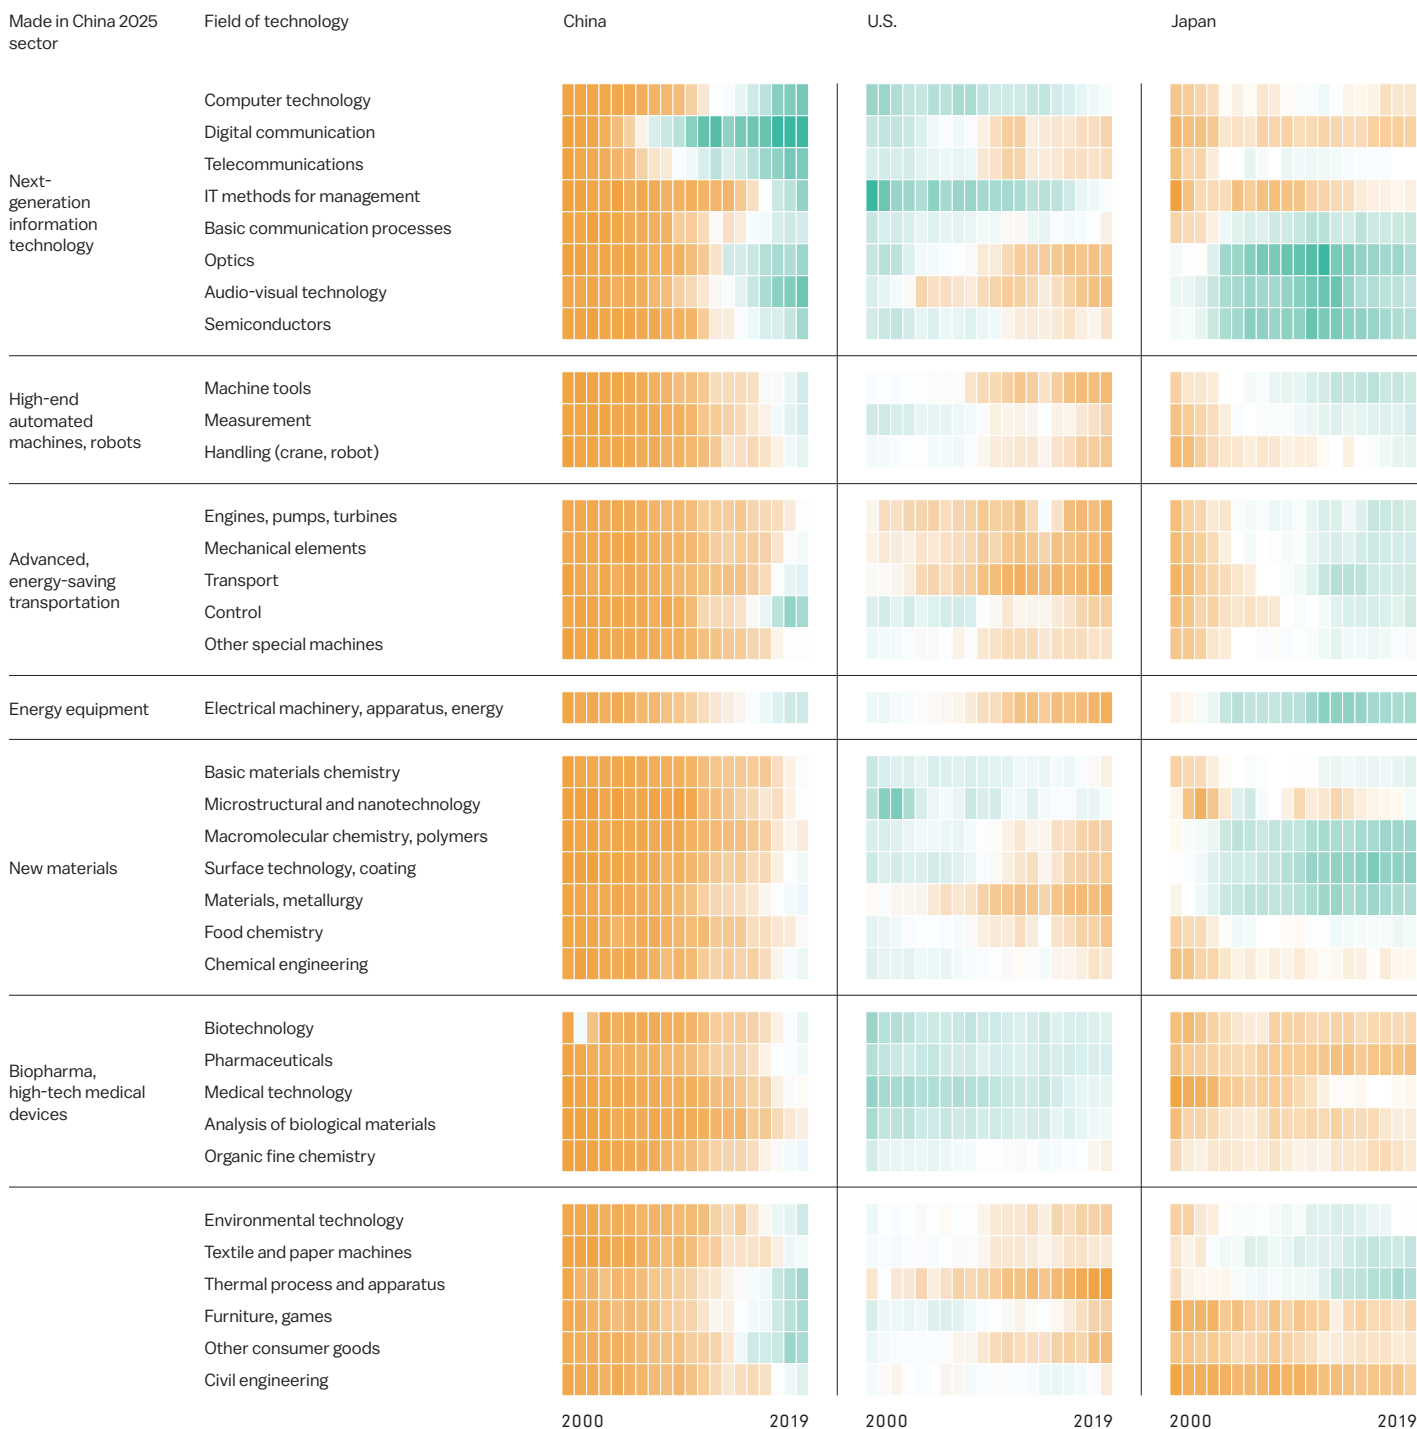 Made in China 2025
sector
Field of technology
China
U.S.
Japan
Next-
generation
information
technology
Computer technology
Digital communication
Telecommunications
IT methods for management
Basic communication processes
Optics
Audio-visual technology
Semiconductors
High-end
automated
machines, robots
Machine tools
Measurement
Handling (crane, robot)
Advanced,
energy-saving
transportation
Engines, pumps, turbines
Mechanical elements
Transport
Control
Other special machines
Energy equipment
Electrical machinery, apparatus, energy
New materials
Basic materials chemistry
Microstructural and nanotechnology
Macromolecular chemistry, polymers
Surface technology, coating
Materials, metallurgy
Food chemistry
Chemical engineering
Biopharma,
high-tech medical
devices
Biotechnology
Pharmaceuticals
Medical technology
Analysis of biological materials
Organic fine chemistry
Environmental technology
Textile and paper machines
Thermal process and apparatus
Furniture, games
Other consumer goods
Civil engineering
2000
2019
2000
2019
2000
2019